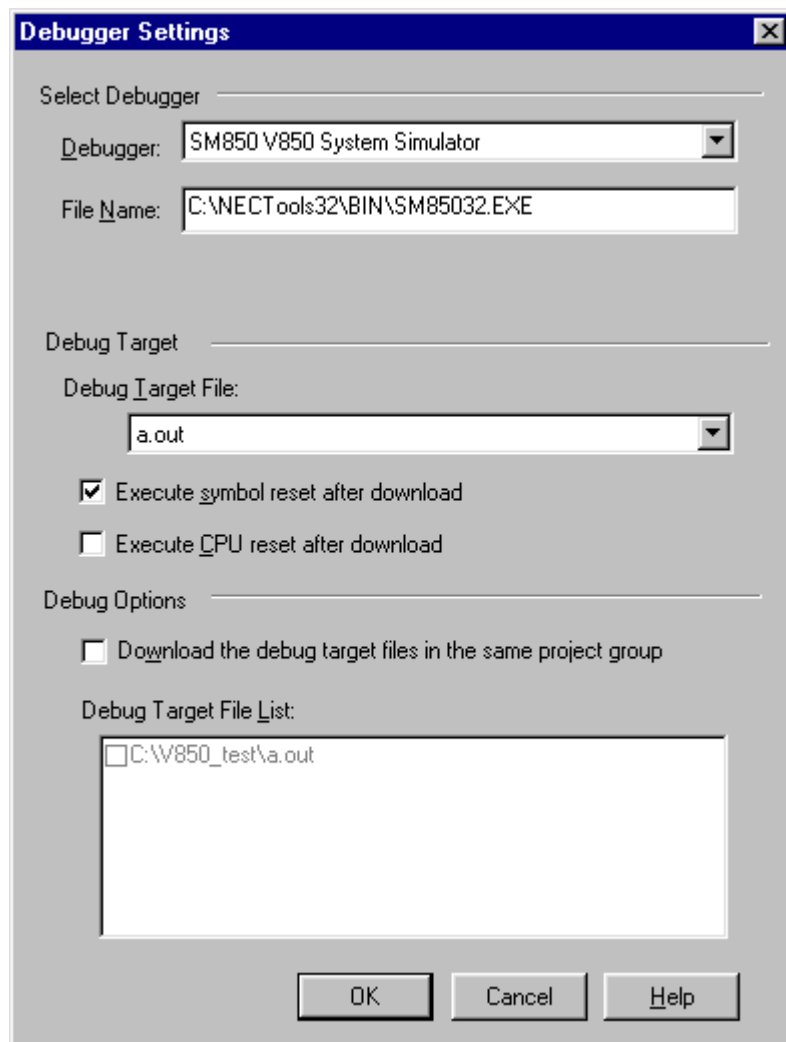 Debugger Settings
Select Debugger
Debugger: SM850 V850 System Simulator
File Name: C:\NECTools32\BIN\SM85032.EXE
Debug Target
Debug Target File:
a.out
Execute symbol reset after download
Execute CPU reset after download
Debug Options
Download the debug target files in the same project group
Debug Target File List:
C:\V850_test\a.out
OK Cancel Help